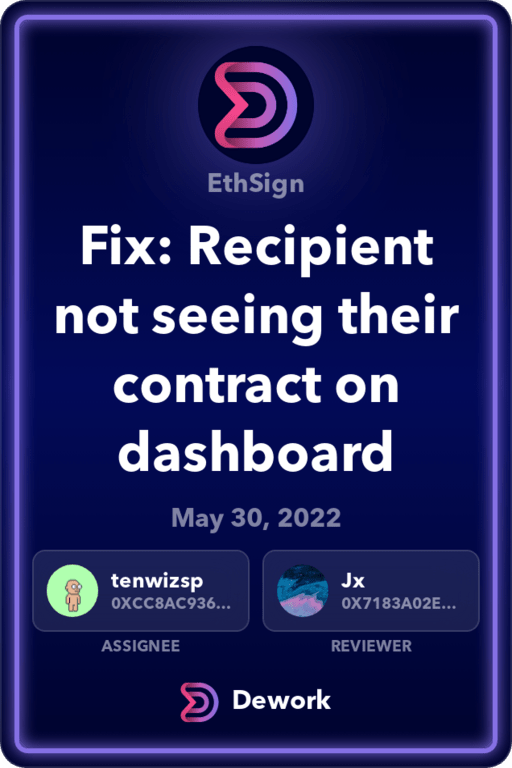 EthSign
Fix: Recipient
not seeing their
contract on
dashboard
May 30, 2022
tenwizsp
0XCC8AC936...
Jx
0X7183A02E...
ASSIGNEE
REVIEWER
Dework